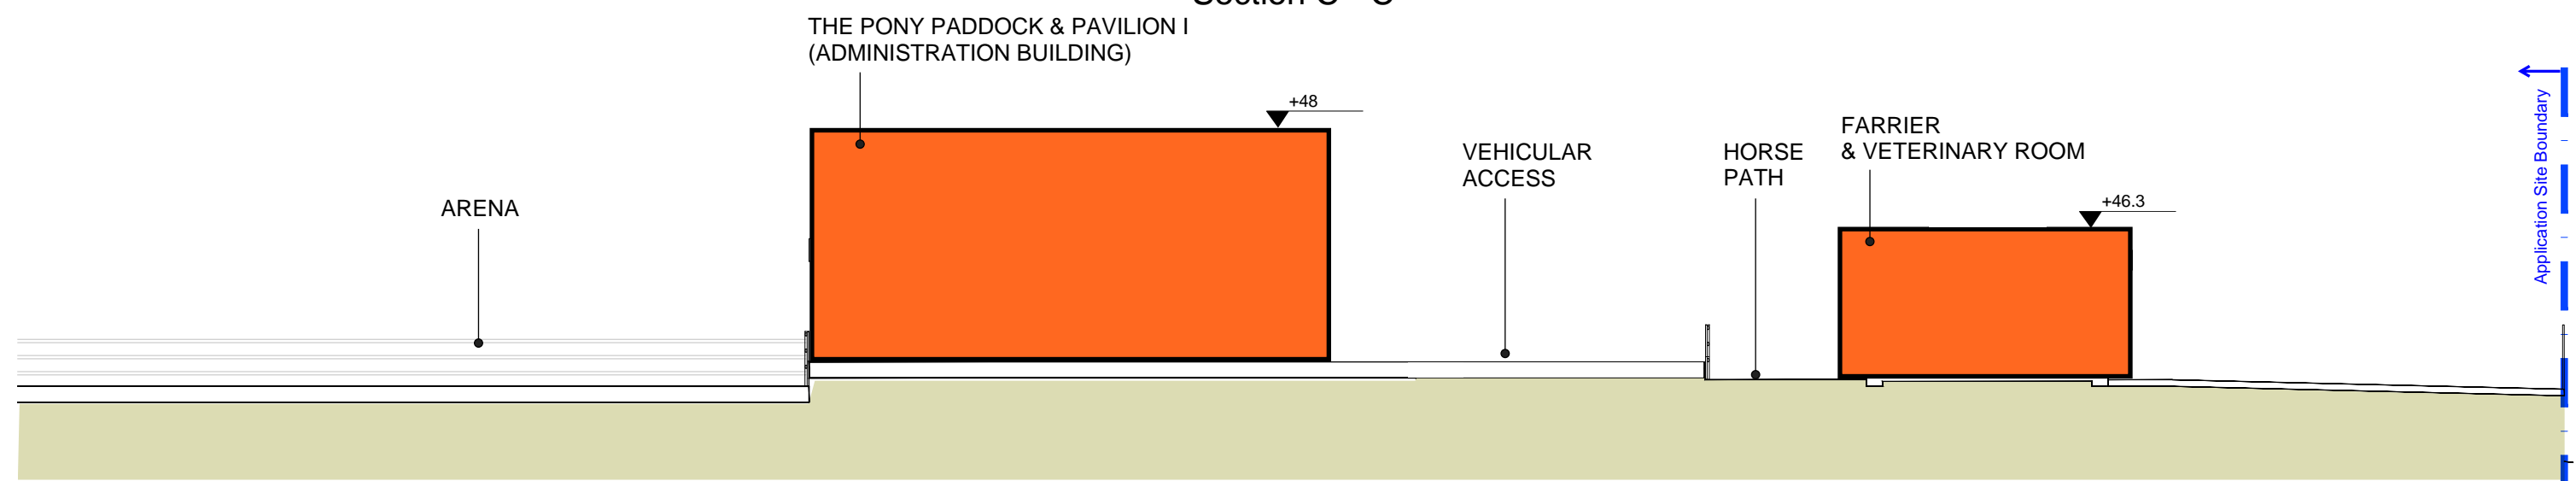 THE PONY PADDOCK & PAVILION I
(ADMINISTRATION BUILDING)
+48
FARRIER
& VETERINARY ROOM
VEHICULAR
ACCESS
HORSE
PATH
ARENA
+46.3
Application Site Boundary